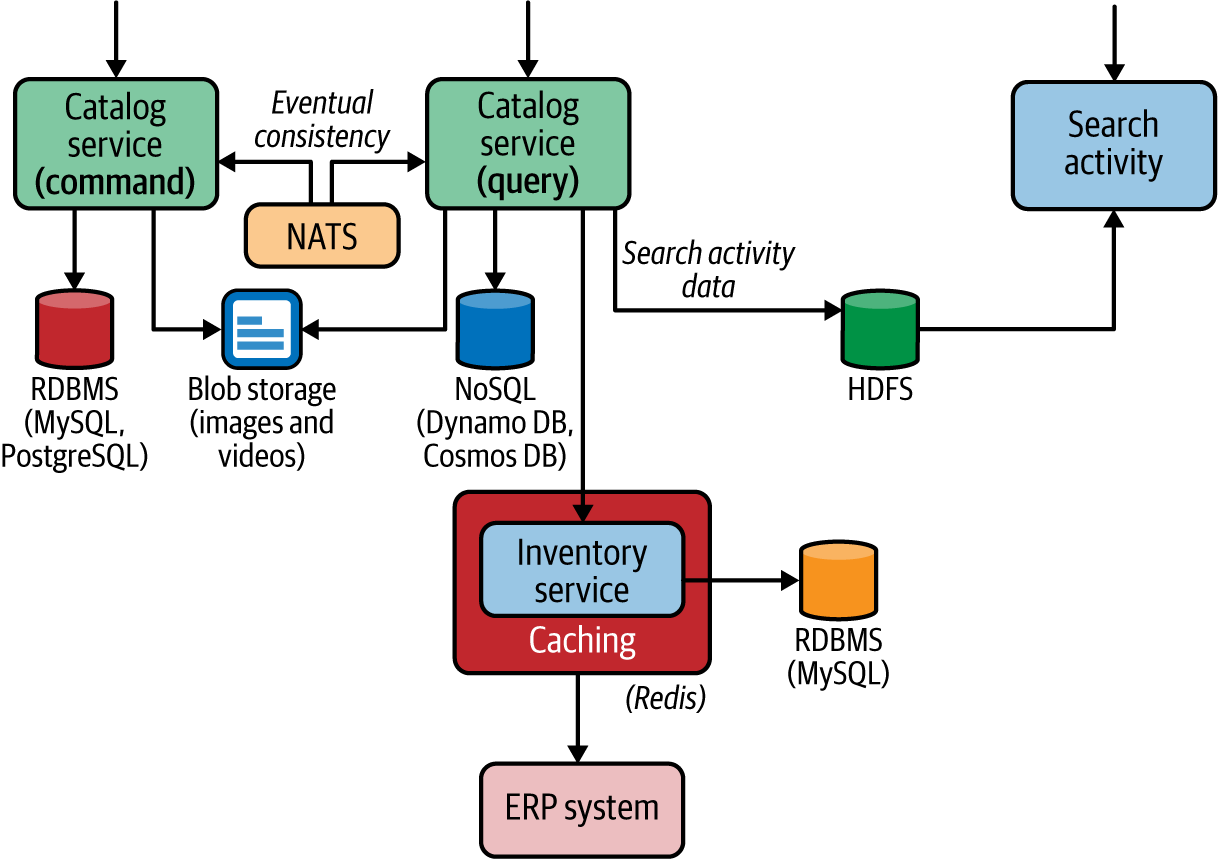 Catalog
service
(command)
Eventual
consistency
Catalog
service
(query)
Search
activity
NATS
Search activity
data
RDBMS
(MySQL,
PostgreSQL)
Blob storage
(images and
videos)
NoSQL
(Dynamo DB,
Cosmos DB)
HDFS
Inventory
service
Caching
(Redis)
RDBMS
(MySQL)
ERP system